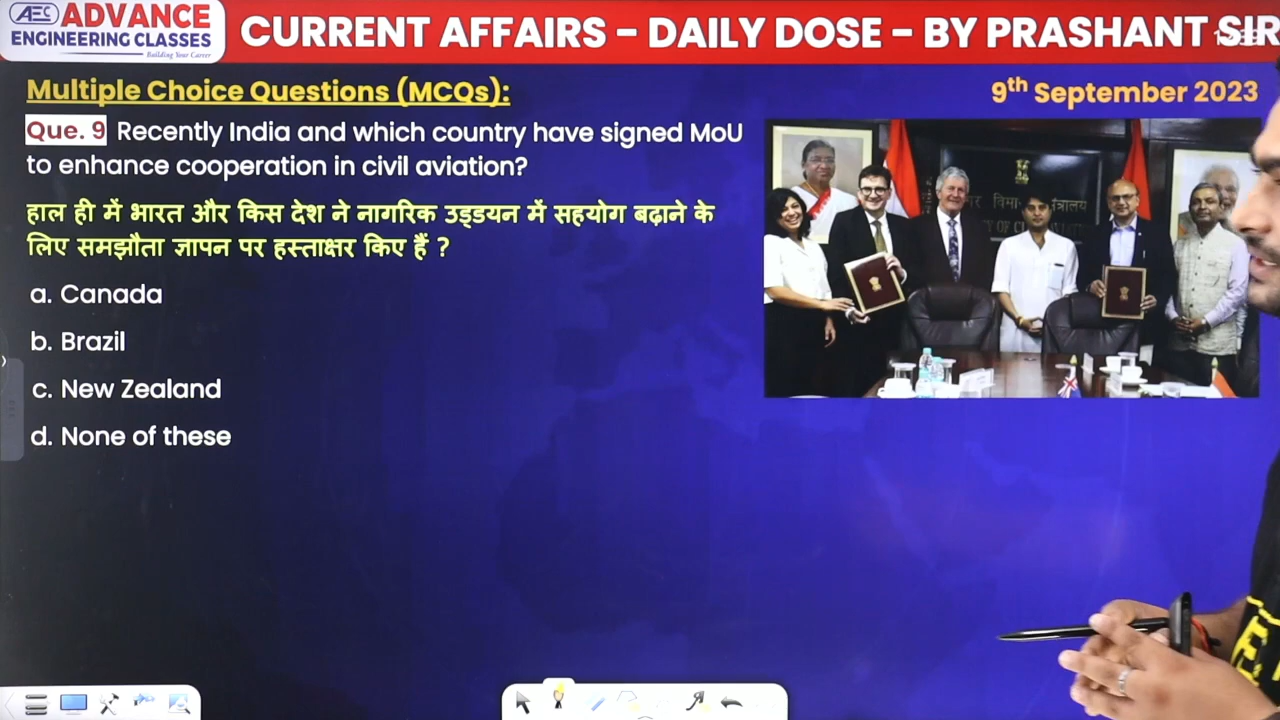 AEC ADVANCE
ENGINEERING CLASSES
Building Your Career
CURRENT AFFAIRS - DAILY DOSE - BY PRASHANT SIR
Multiple Choice Questions (MCQs):
9th September 2023
Que. 9 Recently India and which country have signed MoU
to enhance cooperation in civil aviation?
हाल ही में भारत और किस देश ने नागरिक उड्डयन में सहयोग बढ़ाने के
लिए समझौता ज्ञापन पर हस्ताक्षर किए हैं ?
a. Canada
b. Brazil
c. New Zealand
d. None of these